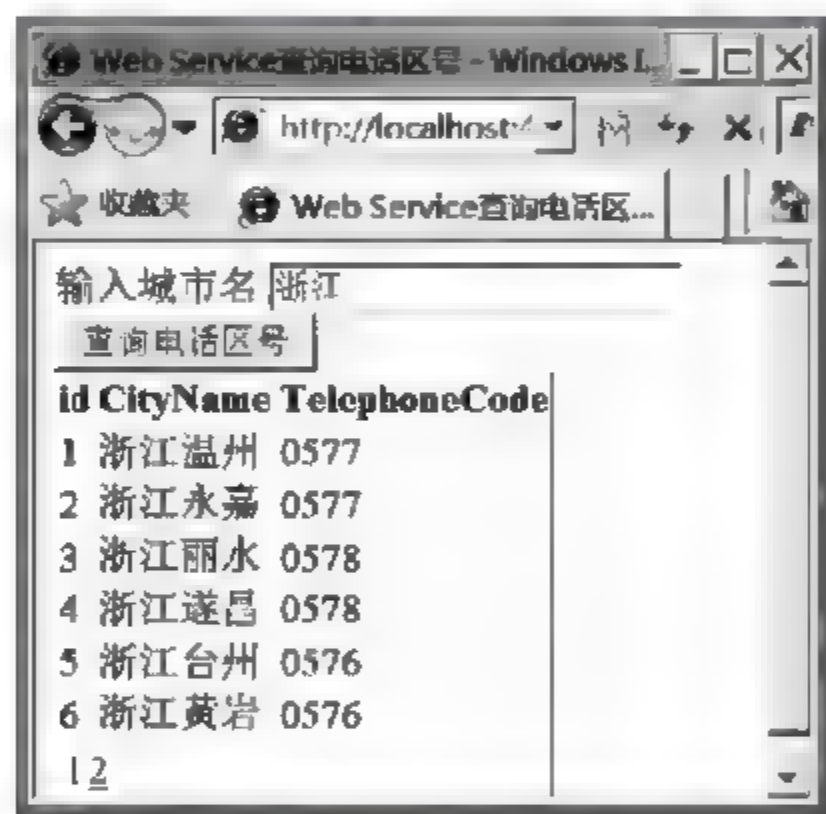 Web Service查询电话区号 - Windows I
http://localhost:
收藏夹 Web Service查询电话区...
输入城市名 浙江
查询电话区号
id CityName TelephoneCode
1 浙江温州 0577
2 浙江永嘉 0577
3 浙江丽水 0578
4 浙江遂昌 0578
5 浙江台州 0576
6 浙江黄岩 0576
1 2